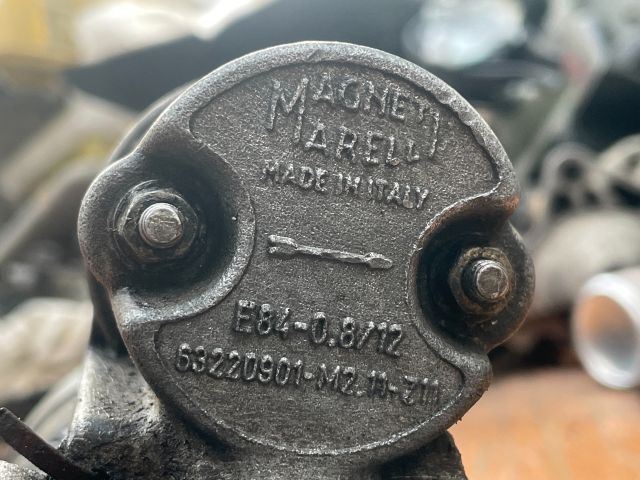 MAGNETI
MARELLI
MADE IN ITALY
E84-0.8/12
63220901-M2.11-Z11